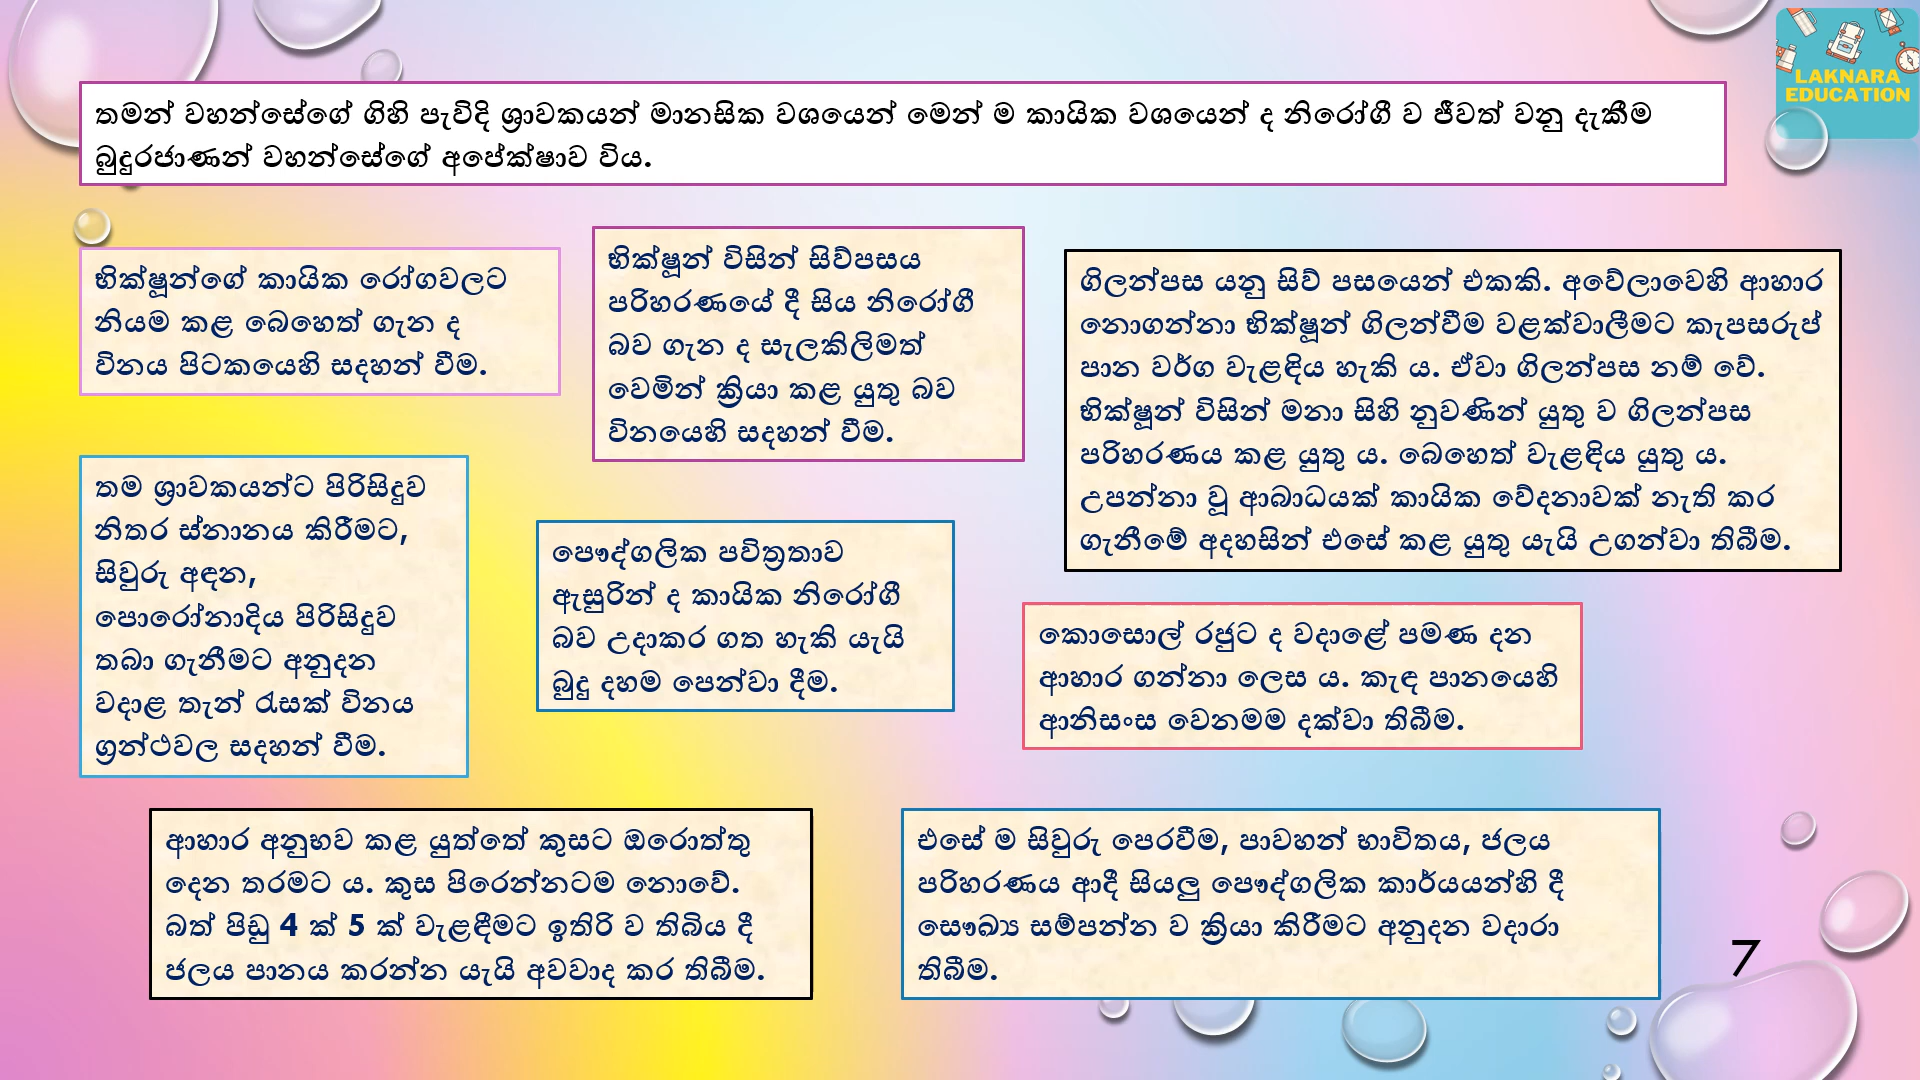 LAKNARA
EDUCATION
තමන් වහන්සේගේ ගිහි පැවිදි ශ්‍රාවකයන් මානසික වශයෙන් මෙන් ම කායික වශයෙන් ද නිරෝගී ව ජීවත් වනු දැකීම
බුදුරජාණන් වහන්සේගේ අපේක්ෂාව විය.
භික්ෂූන්ගේ කායික රෝගවලට
නියම කළ බෙහෙත් ගැන ද
විනය පිටකයෙහි සදහන් වීම.
භික්ෂූන් විසින් සිව්පසය
පරිහරණයේ දී සිය නිරෝගී
බව ගැන ද සැලකිලිමත්
වෙමින් ක්‍රියා කළ යුතු බව
විනයෙහි සදහන් වීම.
ගිලන්පස යනු සිව් පසයෙන් එකකි. අවේලාවෙහි ආහාර
නොගන්නා භික්ෂූන් ගිලන්වීම වළක්වාලීමට කැපසරුප්
පාන වර්ග වැළඳිය හැකි ය. ඒවා ගිලන්පස නම් වේ.
භික්ෂූන් විසින් මනා සිහි නුවණින් යුතු ව ගිලන්පස
පරිහරණය කළ යුතු ය. බෙහෙත් වැළඳිය යුතු ය.
උපන්නා වූ ආබාධයක් කායික වේදනාවක් නැති කර
ගැනීමේ අදහසින් එසේ කළ යුතු යැයි උගන්වා තිබීම.
තම ශ්‍රාවකයන්ට පිරිසිදුව
නිතර ස්නානය කිරීමට,
සිවුරු අඳන,
පොරෝනාදිය පිරිසිදුව
තබා ගැනීමට අනුදන
වදාළ තැන් රැසක් විනය
ග්‍රන්ථවල සදහන් වීම.
පෞද්ගලික පවිත්‍රතාව
ඇසුරින් ද කායික නිරෝගී
බව උදාකර ගත හැකි යැයි
බුදු දහම පෙන්වා දීම.
කොසොල් රජුට ද වදාළේ පමණ දන
ආහාර ගන්නා ලෙස ය. කැඳ පානයෙහි
ආනිසංස වෙනමම දක්වා තිබීම.
ආහාර අනුභව කළ යුත්තේ කුසට ඔරොත්තු
දෙන තරමට ය. කුස පිරෙන්නටම නොවේ.
බත් පිඩු 4 ක් 5 ක් වැළඳීමට ඉතිරි ව තිබිය දී
ජලය පානය කරන්න යැයි අවවාද කර තිබීම.
එසේ ම සිවුරු පෙරවීම, පාවහන් භාවිතය, ජලය
පරිහරණය ආදී සියලු පෞද්ගලික කාර්යයන්හි දී
සෞඛ්‍ය සම්පන්න ව ක්‍රියා කිරීමට අනුදන වදාරා
තිබීම.
7